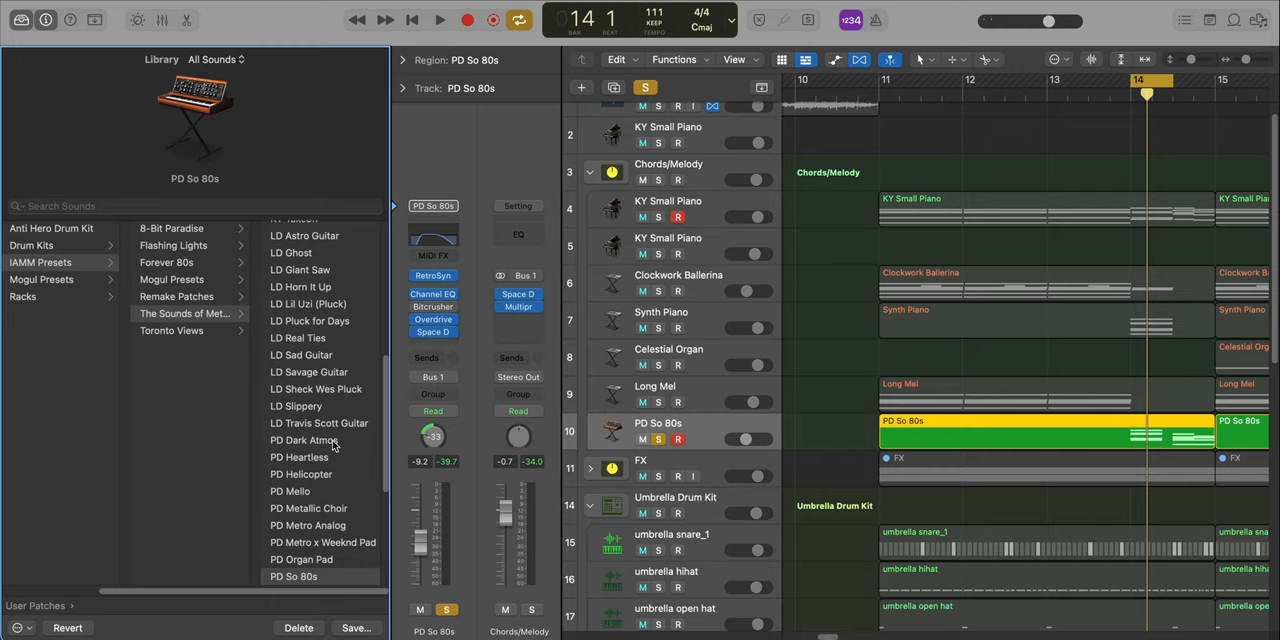 14 1
BAR BEAT
111
KEEP
TEMPO
4/4
Cmaj
1234
S
Library All Sounds
PD So 80s
Search Sounds
Anti Hero Drum Kit
Drum Kits
IAMM Presets
Mogul Presets
Racks
8-Bit Paradise
Flashing Lights
Forever 80s
Mogul Presets
Remake Patches
The Sounds of Met...
Toronto Views
LD Astro Guitar
LD Ghost
LD Giant Saw
LD Horn It Up
LD Lil Uzi (Pluck)
LD Pluck for Days
LD Real Ties
LD Sad Guitar
LD Savage Guitar
LD Sheck Wes Pluck
LD Slippery
LD Travis Scott Guitar
PD Dark Atmos
PD Heartless
PD Helicopter
PD Mello
PD Metallic Choir
PD Metro Analog
PD Metro x Weeknd Pad
PD Organ Pad
PD So 80s
User Patches
Revert Delete Save...
Region: PD So 80s
Track: PD So 80s
PD So 80s Setting
EQ
MIDI FX
RetroSyn Bus 1
Channel EQ Space D
Bitcrusher Multipr
Overdrive
Space D
Sends Sends
Bus 1 Stereo Out
Group Group
Read Read
-33
-9.2 -39.7 -0.7 -34.0
M S M S
PD So 80s Chords/Melody
Edit Functions View
S
10 11 12 13 14 15
M S R I
2 KY Small Piano
M S R
3 Chords/Melody
M S R
4 KY Small Piano
M S R
5 KY Small Piano
M S R
6 Clockwork Ballerina
M S R
7 Synth Piano
M S R
8 Celestial Organ
M S R
9 Long Mel
M S R
10 PD So 80s
M S R
11 FX
M S R I
14 Umbrella Drum Kit
M S R
15 umbrella snare_1
M S R
16 umbrella hihat
M S R
17 umbrella open hat
M S R
Chords/Melody
KY Small Piano KY Small Pian
Clockwork Ballerina Clockwork B
Synth Piano Synth Piano
Celestial Org
Long Mel Long Mel
PD So 80s PD So 80s
FX FX
Umbrella Drum Kit
umbrella snare_1 umbrella sn
umbrella hihat umbrella hih
umbrella open hat umbrella op